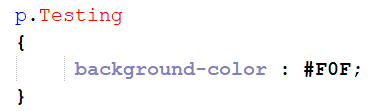 p.Testing
{
background-color : #F0F;
}